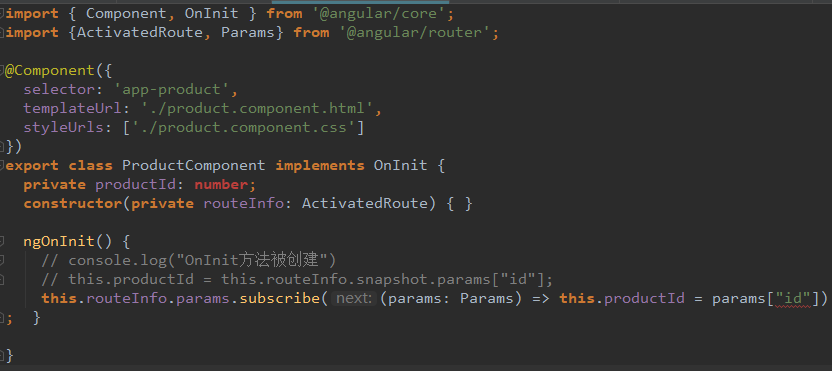 import { Component, OnInit } from '@angular/core';
import {ActivatedRoute, Params} from '@angular/router';
@Component({
  selector: 'app-product',
  templateUrl: './product.component.html',
  styleUrls: ['./product.component.css']
})
export class ProductComponent implements OnInit {
  private productId: number;
  constructor(private routeInfo: ActivatedRoute) { }
  ngOnInit() {
    // console.log("OnInit方法被创建")
    // this.productId = this.routeInfo.snapshot.params["id"];
    this.routeInfo.params.subscribe( next: (params: Params) => this.productId = params["id"])
;  }
}